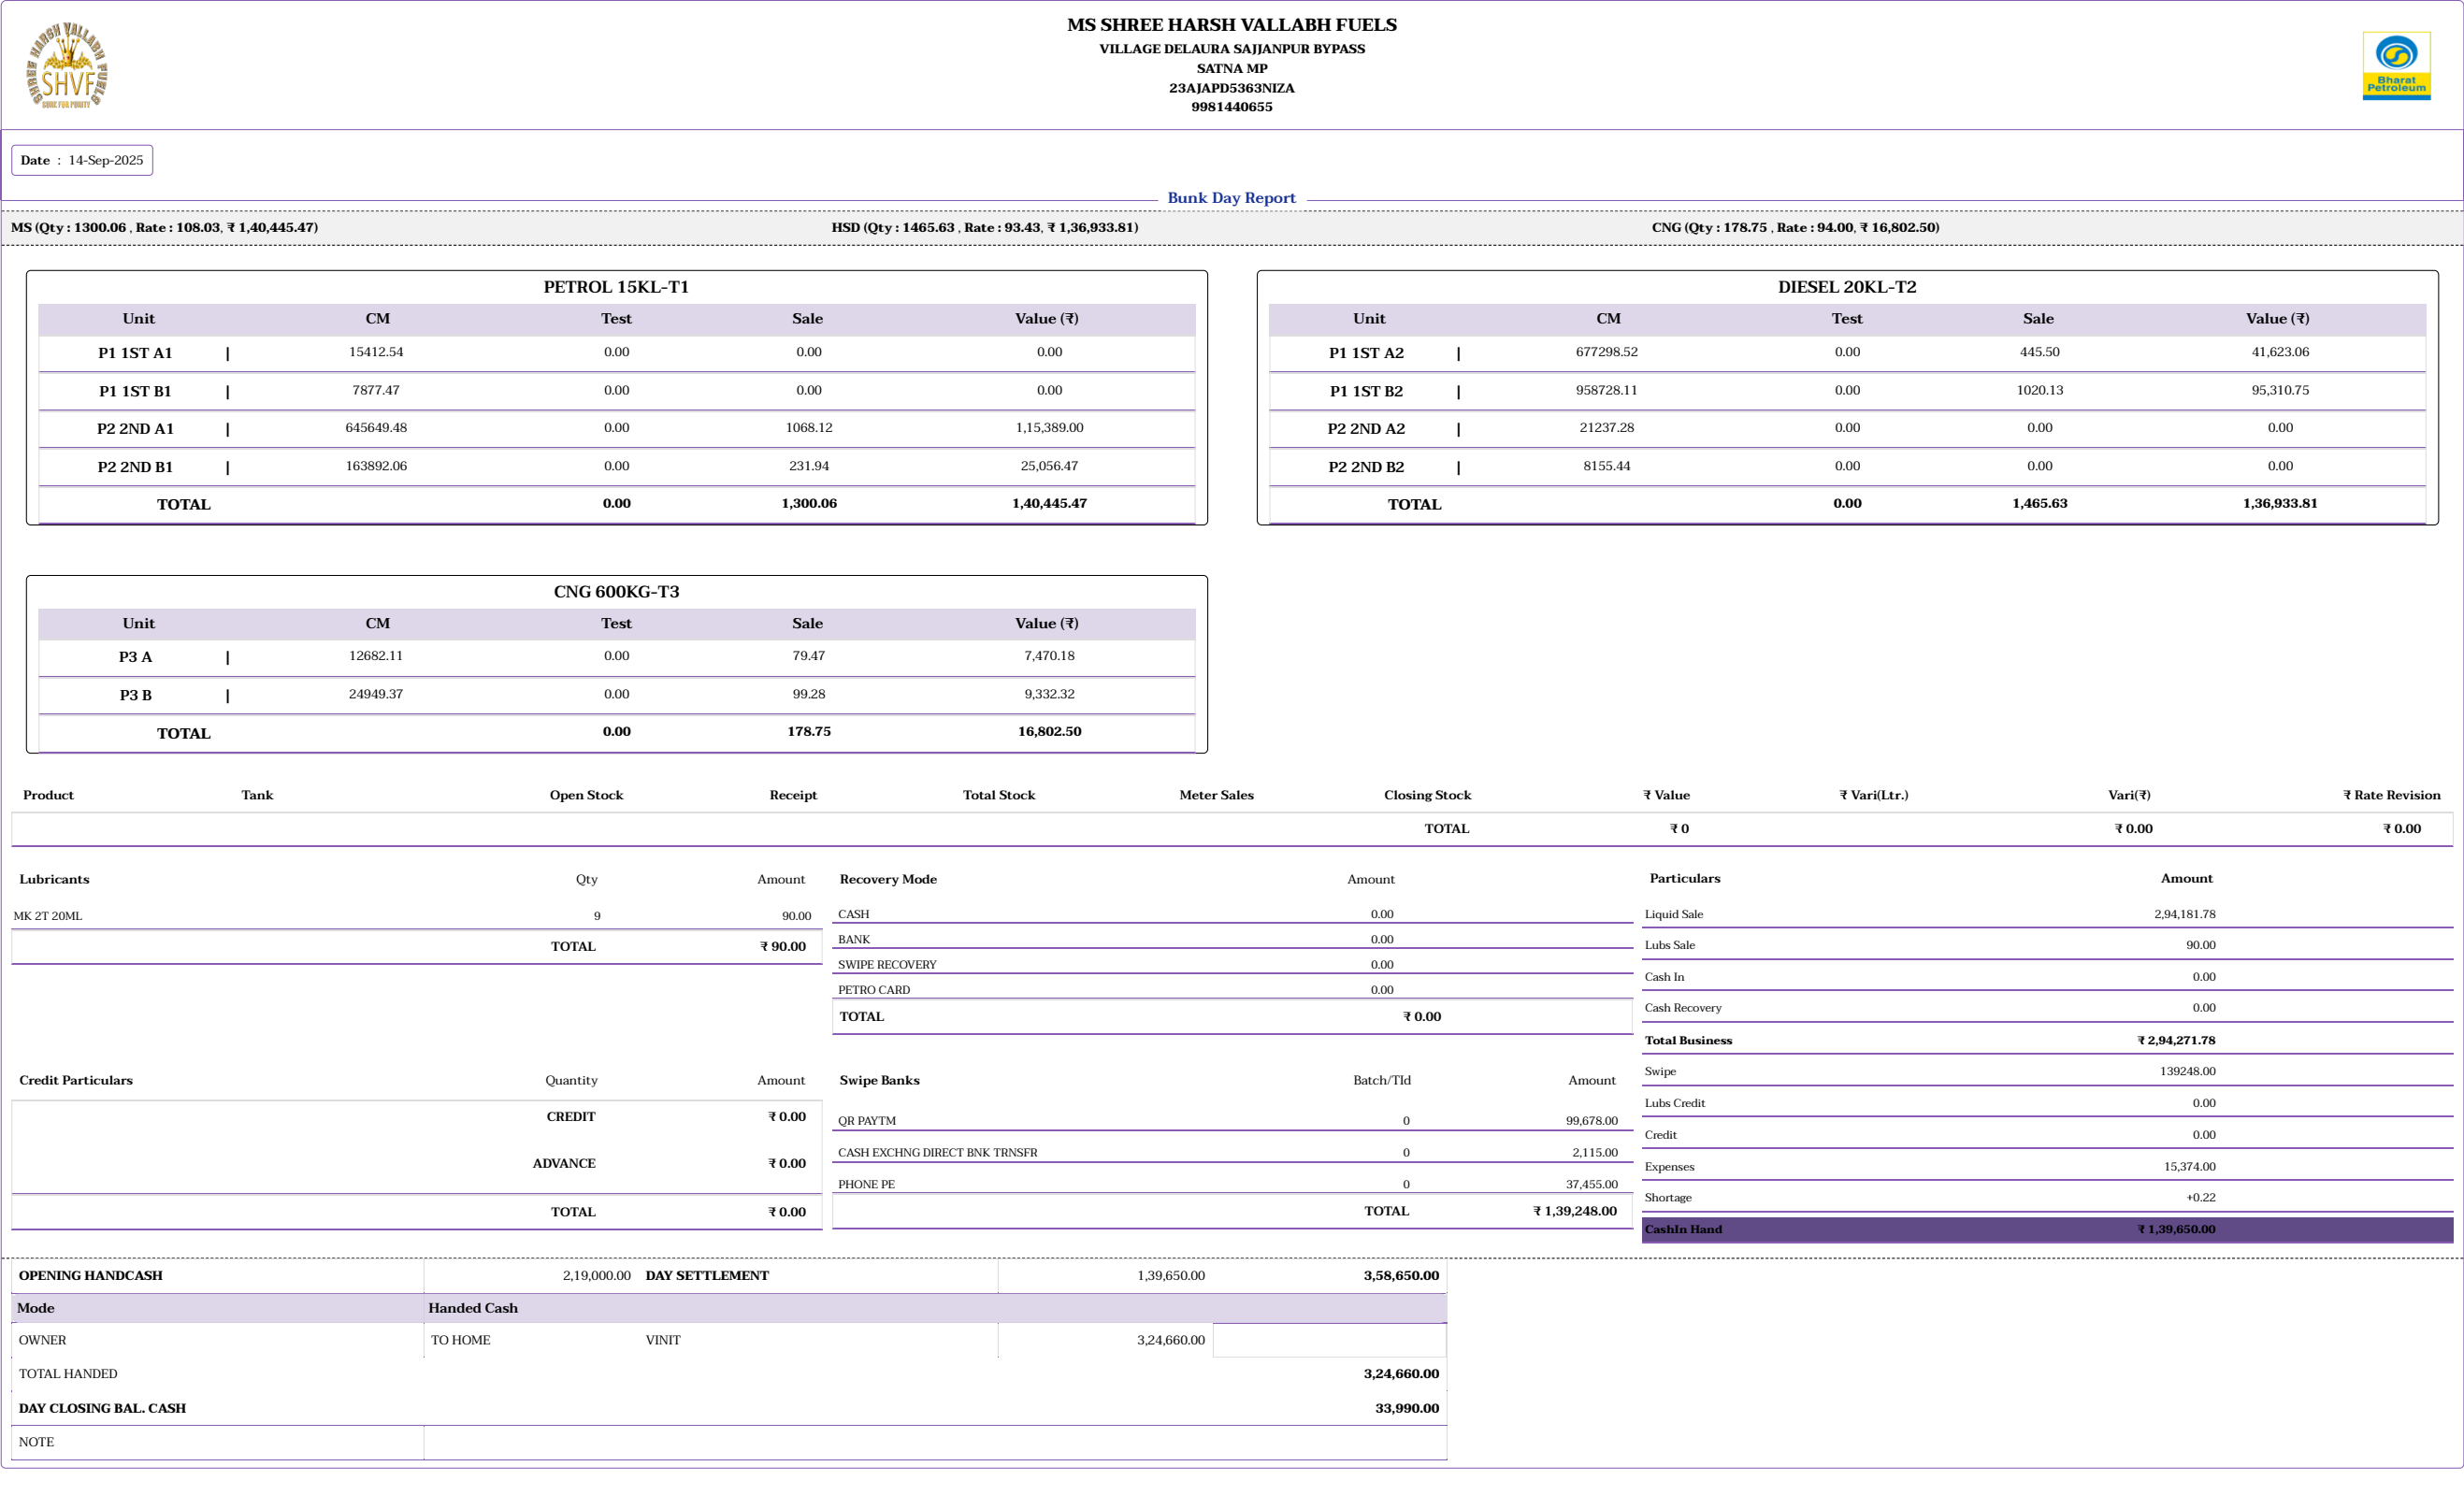 SHREE HARSH VALLABH FUELS
SHVF
MS SHREE HARSH VALLABH FUELS
VILLAGE DELAURA SAJJANPUR BYPASS
SATNA MP
23AJAPD5363NIZA
9981440655
Bharat
Petroleum
Date : 14-Sep-2025
Bunk Day Report
MS (Qty : 1300.06 , Rate : 108.03, ₹ 1,40,445.47) HSD (Qty : 1465.63 , Rate : 93.43, ₹ 1,36,933.81) CNG (Qty : 178.75 , Rate : 94.00, ₹ 16,802.50)
PETROL 15KL-T1
Unit CM Test Sale Value (₹)
P1 1ST A1 | 15412.54 0.00 0.00 0.00
P1 1ST B1 | 7877.47 0.00 0.00 0.00
P2 2ND A1 | 645649.48 0.00 1068.12 1,15,389.00
P2 2ND B1 | 163892.06 0.00 231.94 25,056.47
TOTAL 0.00 1,300.06 1,40,445.47
DIESEL 20KL-T2
Unit CM Test Sale Value (₹)
P1 1ST A2 | 677298.52 0.00 445.50 41,623.06
P1 1ST B2 | 958728.11 0.00 1020.13 95,310.75
P2 2ND A2 | 21237.28 0.00 0.00 0.00
P2 2ND B2 | 8155.44 0.00 0.00 0.00
TOTAL 0.00 1,465.63 1,36,933.81
CNG 600KG-T3
Unit CM Test Sale Value (₹)
P3 A | 12682.11 0.00 79.47 7,470.18
P3 B | 24949.37 0.00 99.28 9,332.32
TOTAL 0.00 178.75 16,802.50
Product Tank Open Stock Receipt Total Stock Meter Sales Closing Stock ₹ Value ₹ Vari(Ltr.) Vari(₹) ₹ Rate Revision
TOTAL ₹ 0 ₹ 0.00 ₹ 0.00
Lubricants Qty Amount
MK 2T 20ML 9 90.00
TOTAL ₹ 90.00
Recovery Mode Amount
CASH 0.00
BANK 0.00
SWIPE RECOVERY 0.00
PETRO CARD 0.00
TOTAL ₹ 0.00
Credit Particulars Quantity Amount
CREDIT ₹ 0.00
ADVANCE ₹ 0.00
TOTAL ₹ 0.00
Swipe Banks Batch/TId Amount
QR PAYTM 0 99,678.00
CASH EXCHNG DIRECT BNK TRNSFR 0 2,115.00
PHONE PE 0 37,455.00
TOTAL ₹ 1,39,248.00
Particulars Amount
Liquid Sale 2,94,181.78
Lubs Sale 90.00
Cash In 0.00
Cash Recovery 0.00
Total Business ₹ 2,94,271.78
Swipe 139248.00
Lubs Credit 0.00
Credit 0.00
Expenses 15,374.00
Shortage +0.22
CashIn Hand ₹ 1,39,650.00
OPENING HANDCASH 2,19,000.00 DAY SETTLEMENT 1,39,650.00 3,58,650.00
Mode Handed Cash
OWNER TO HOME VINIT 3,24,660.00
TOTAL HANDED 3,24,660.00
DAY CLOSING BAL. CASH 33,990.00
NOTE